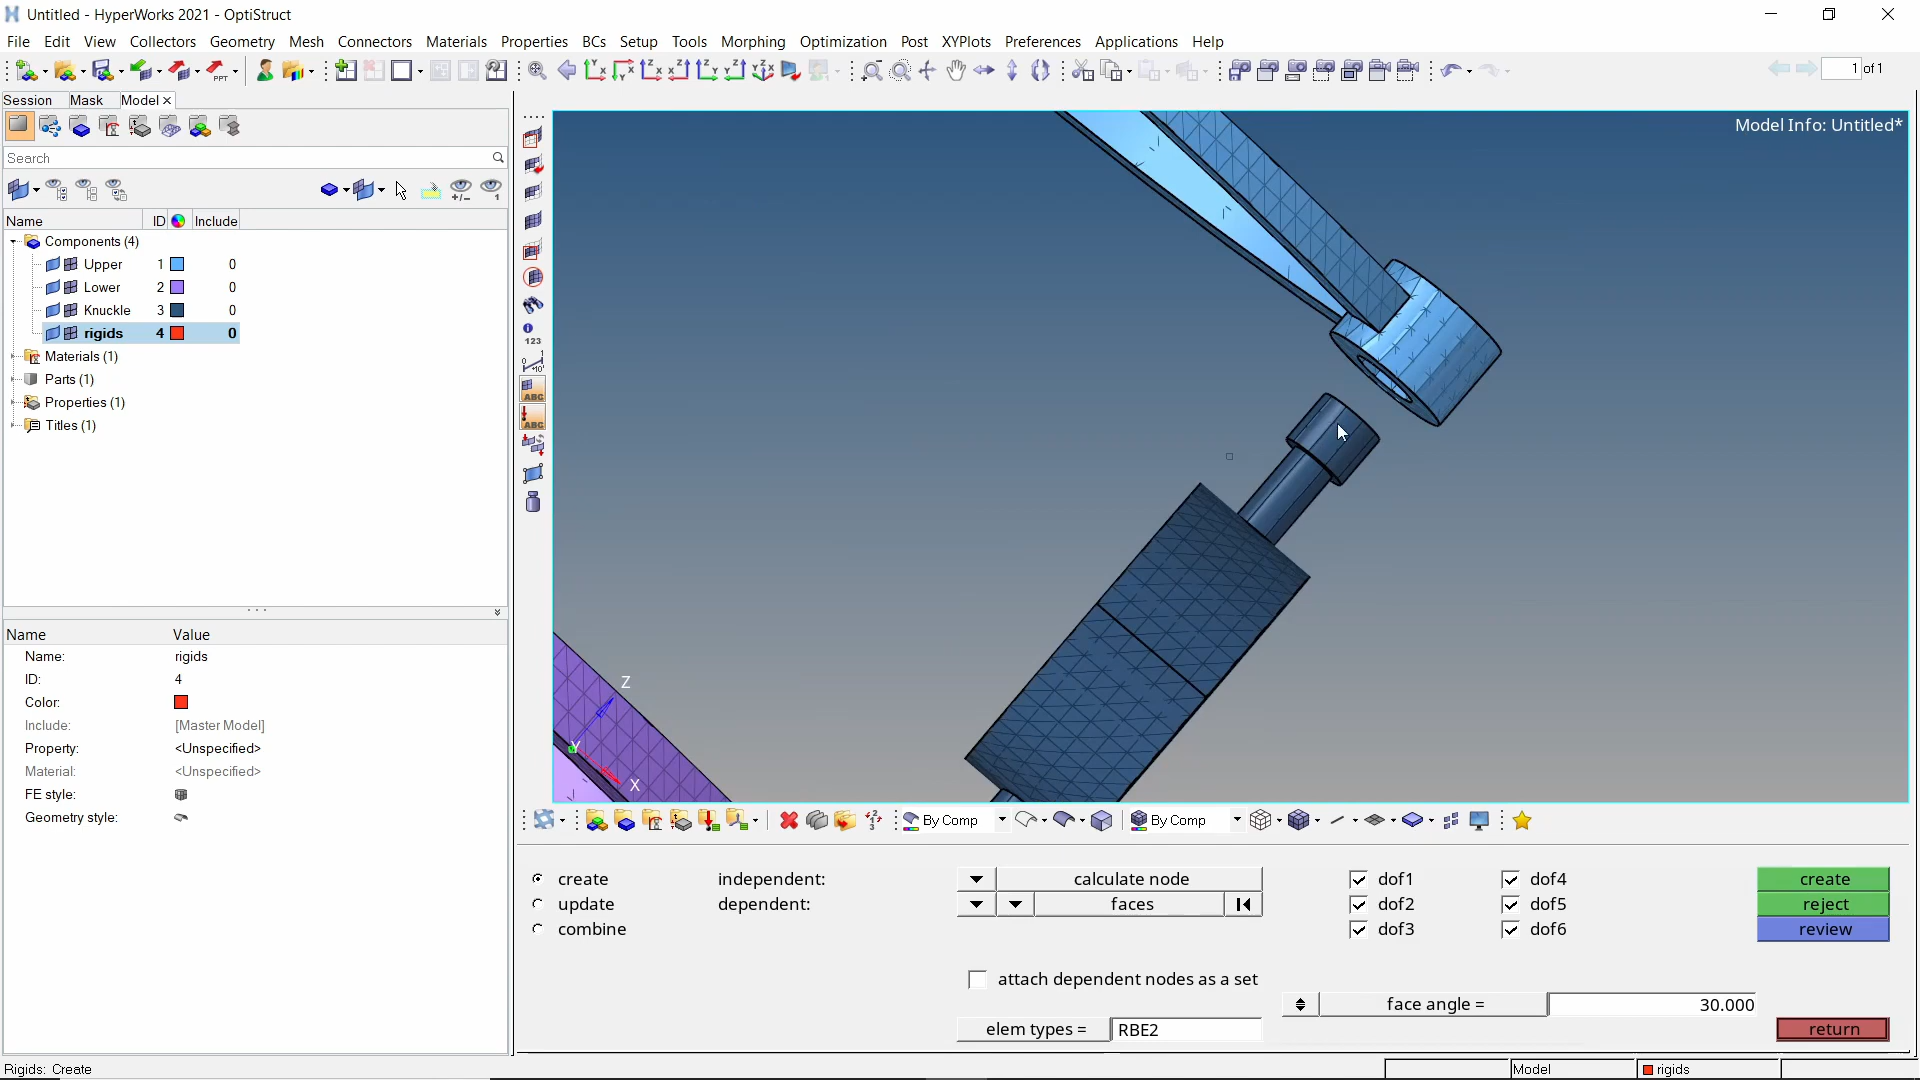 Untitled - HyperWorks 2021 - OptiStruct
File Edit View Collectors Geometry Mesh Connectors Materials Properties BCs Setup Tools Morphing Optimization Post XYPlots Preferences Applications Help
1 of 1
Session Mask Model
Model Info: Untitled*
Search
Name ID Include
Components (4)
Upper 1 0
Lower 2 0
Knuckle 3 0
rigids 4 0
Materials (1)
Parts (1)
Properties (1)
Titles (1)
123
ABC
ABC
Name Value
Name: rigids
ID: 4
Color:
Include: [Master Model]
Property: <Unspecified>
Material: <Unspecified>
FE style:
Geometry style:
Z
Y
X
By Comp
By Comp
create independent: calculate node dof1 dof4 create
update dependent: faces dof2 dof5 reject
combine dof3 dof6 review
attach dependent nodes as a set
face angle = 30.000
elem types = RBE2 return
Rigids: Create
Model
rigids